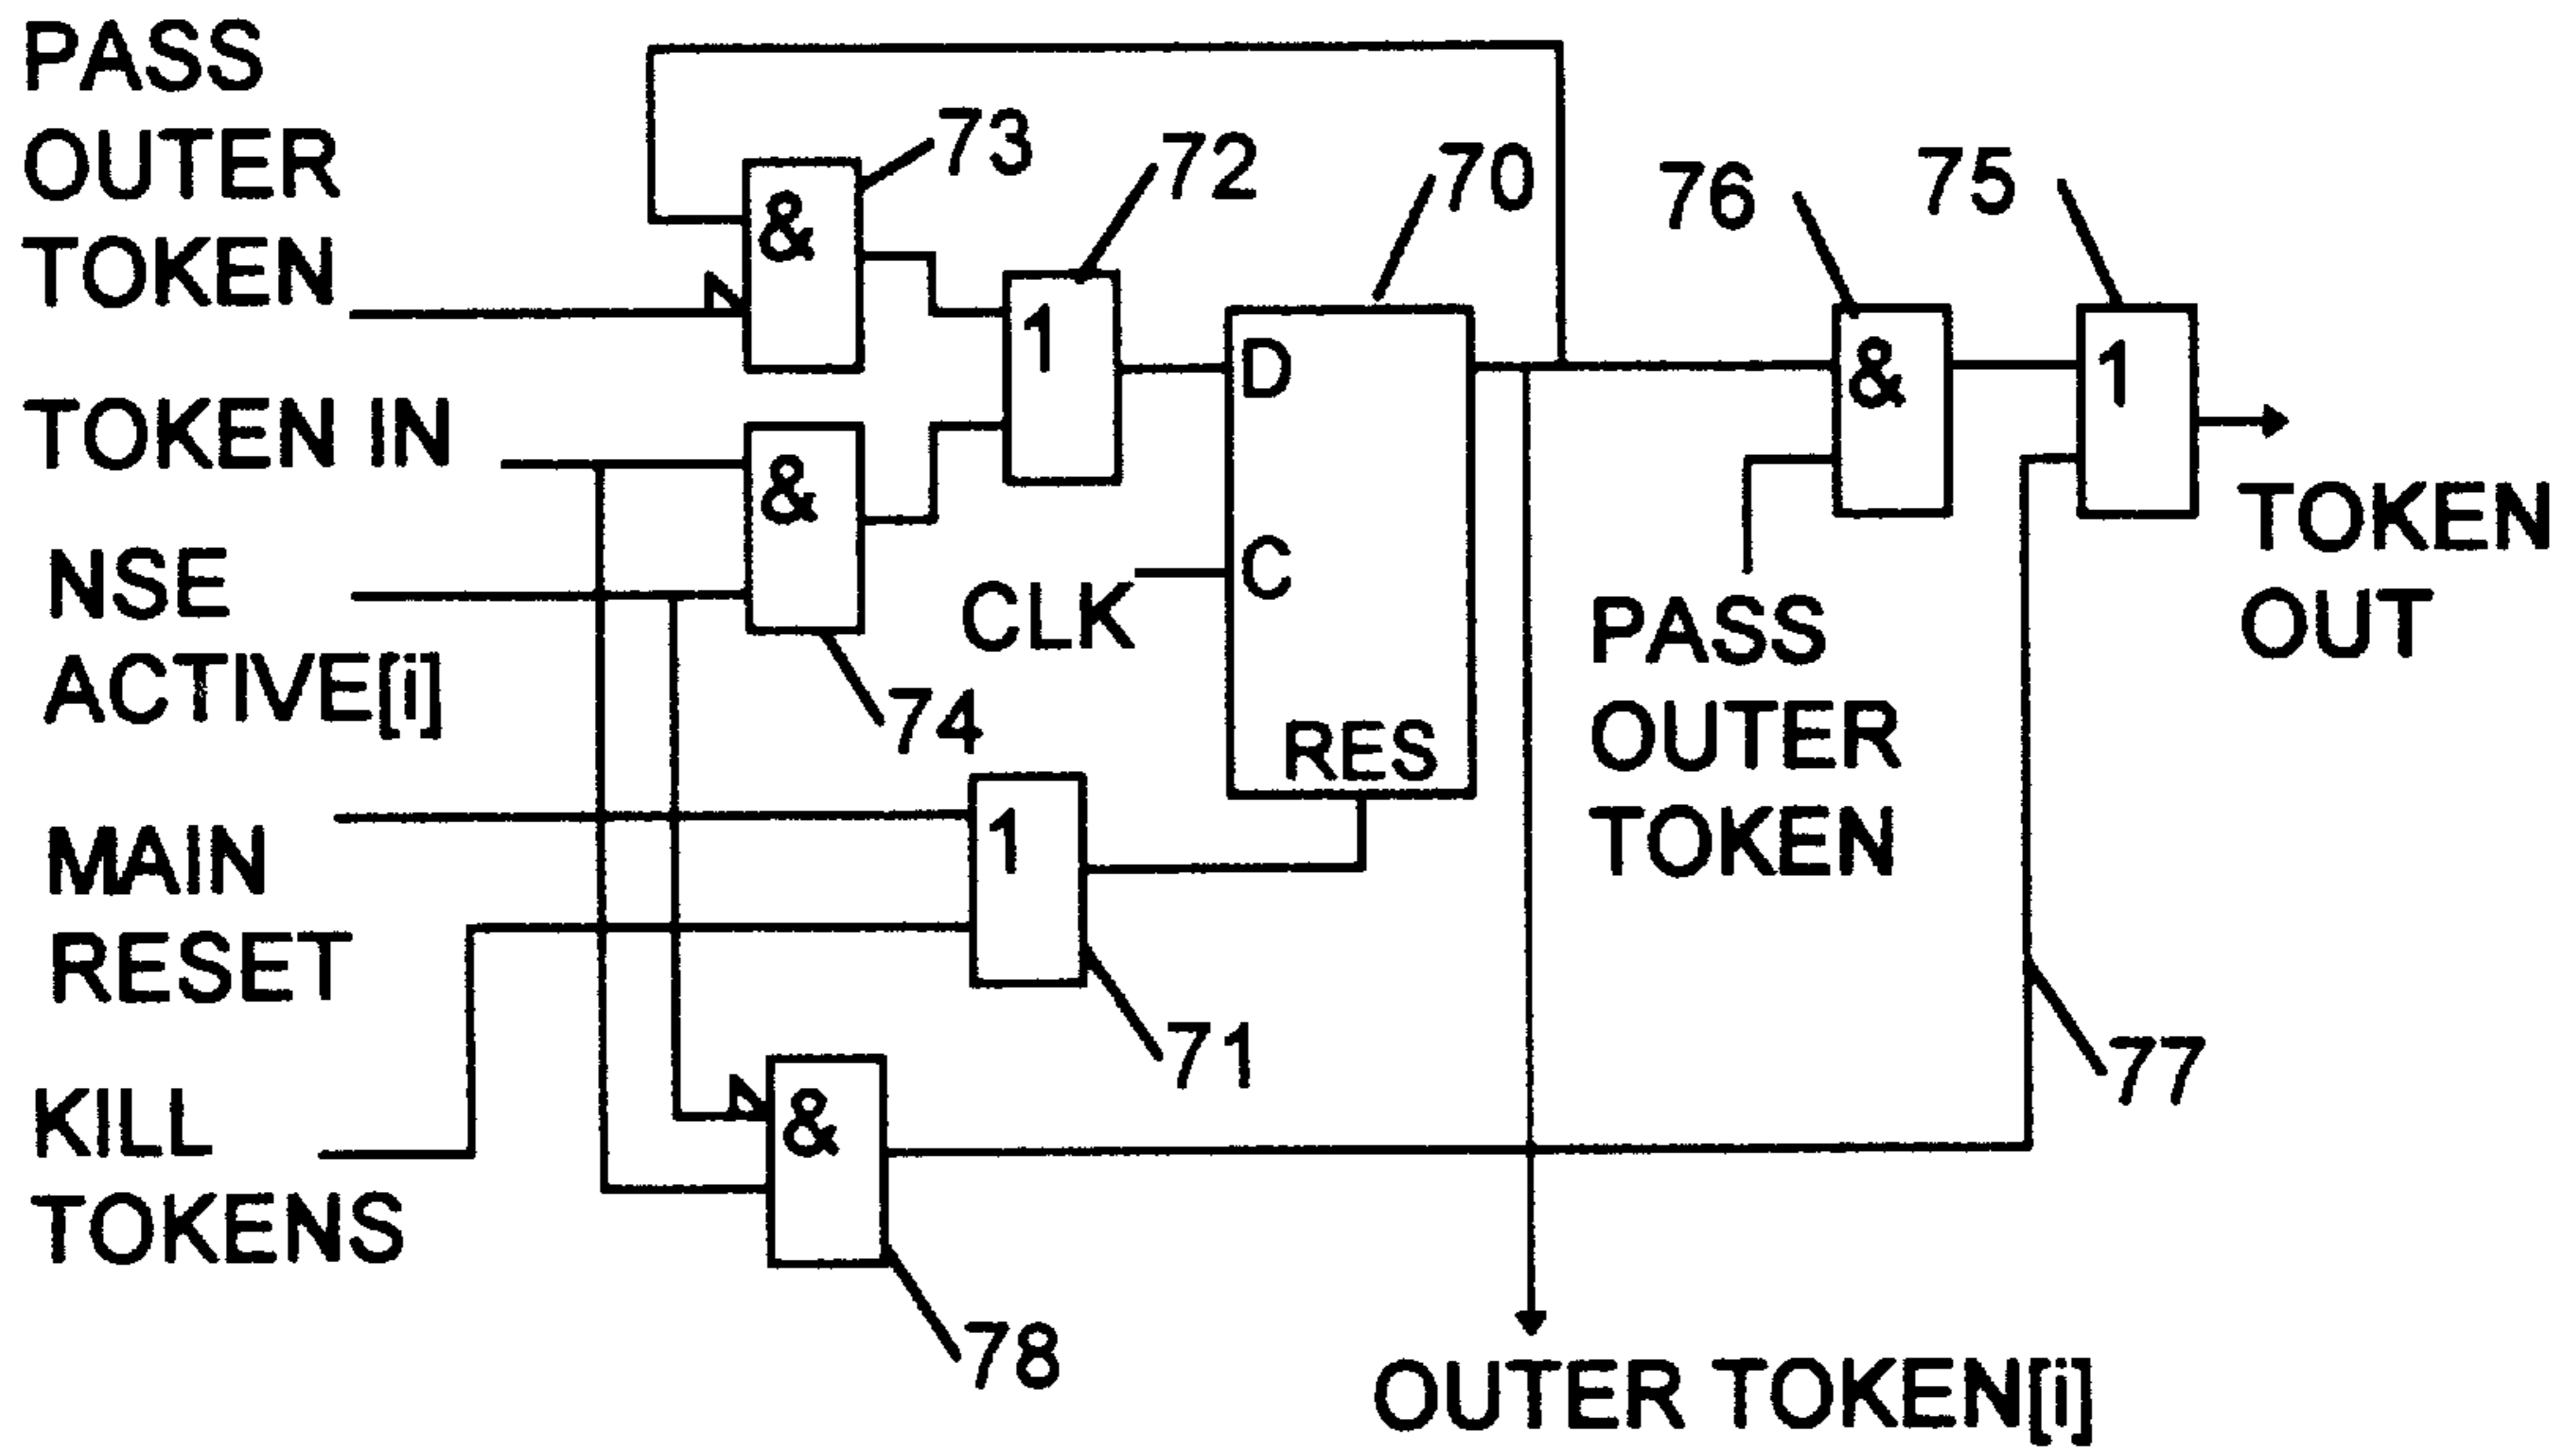 PASS
OUTER
TOKEN
TOKEN IN
NSE
ACTIVE[i]
MAIN
RESET
KILL
TOKENS
&
73
&
74
1
72
1
71
&
78
70
D
C
RES
CLK
76
&
PASS
OUTER
TOKEN
75
1
TOKEN
OUT
77
OUTER TOKEN[i]